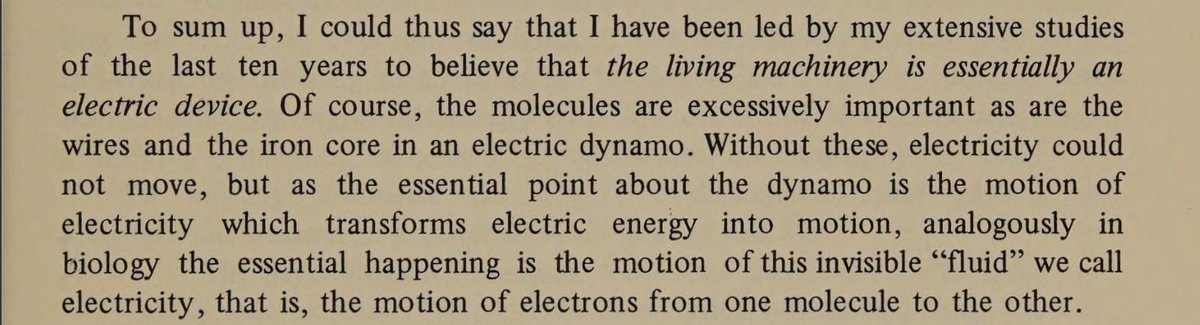 To sum up, I could thus say that I have been led by my extensive studies
of the last ten years to believe that the living machinery is essentially an
electric device. Of course, the molecules are excessively important as are the
wires and the iron core in an electric dynamo. Without these, electricity could
not move, but as the essential point about the dynamo is the motion of
electricity which transforms electric energy into motion, analogously in
biology the essential happening is the motion of this invisible “fluid” we call
electricity, that is, the motion of electrons from one molecule to the other.